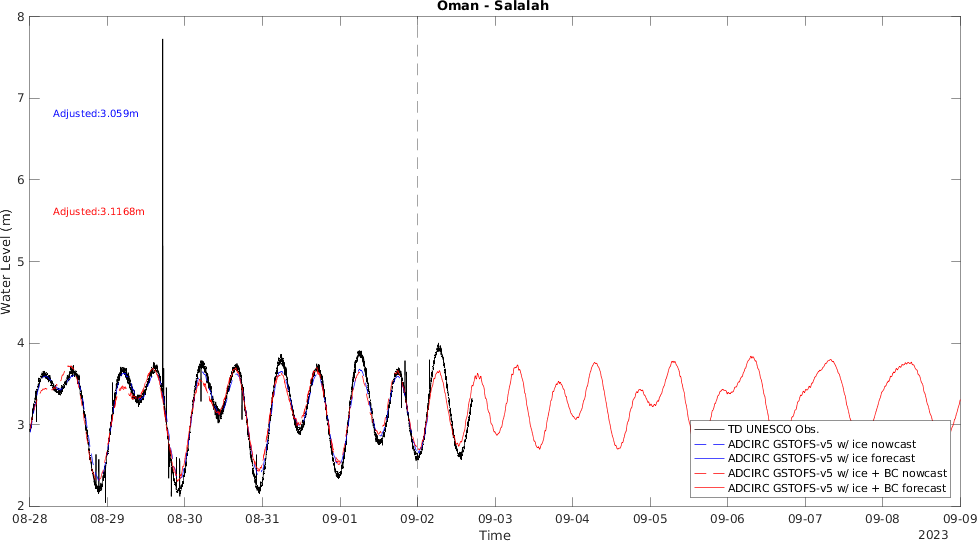 Oman - Salalah
8
7
6
5
4
3
2
Water Level (m)
Adjusted:3.059m
Adjusted:3.1168m
TD UNESCO Obs.
ADCIRC GSTOFS-v5 w/ ice nowcast
ADCIRC GSTOFS-v5 w/ ice forecast
ADCIRC GSTOFS-v5 w/ ice + BC nowcast
ADCIRC GSTOFS-v5 w/ ice + BC forecast
08-28 08-29 08-30 08-31 09-01 09-02 09-03 09-04 09-05 09-06 09-07 09-08 09-09
Time
2023